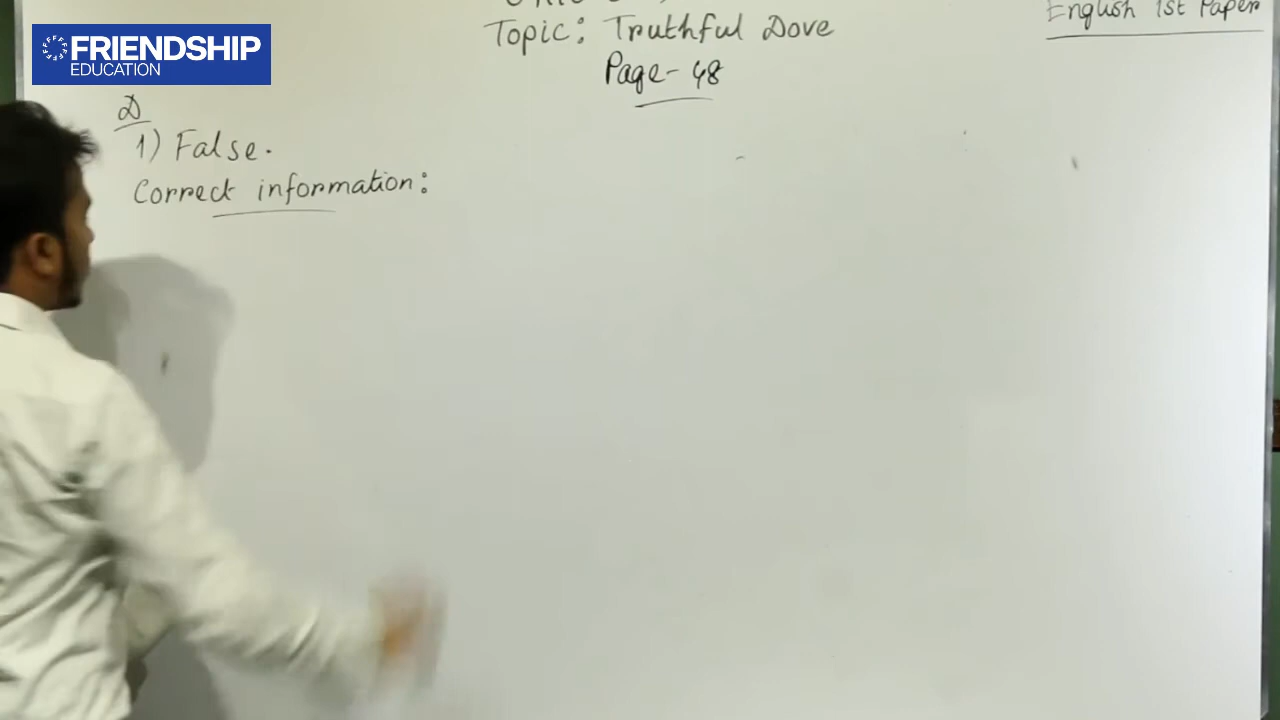 FRIENDSHIP
EDUCATION
English 1st Paper
Topic: Truthful Dove
Page- 48
D
1) False.
Correct information: